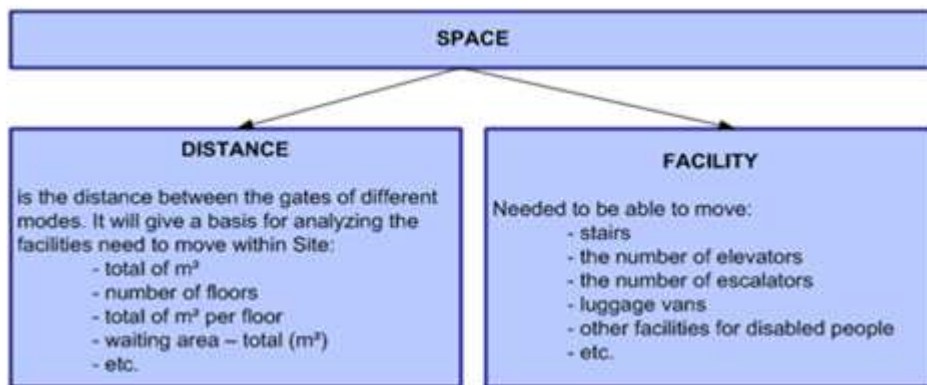 SPACE
DISTANCE
is the distance between the gates of different
modes. It will give a basis for analyzing the
facilities need to move within Site:
- total of m²
- number of floors
- total of m² per floor
- waiting area – total (m²)
- etc.
FACILITY
Needed to be able to move:
- stairs
- the number of elevators
- the number of escalators
- luggage vans
- other facilities for disabled people
- etc.